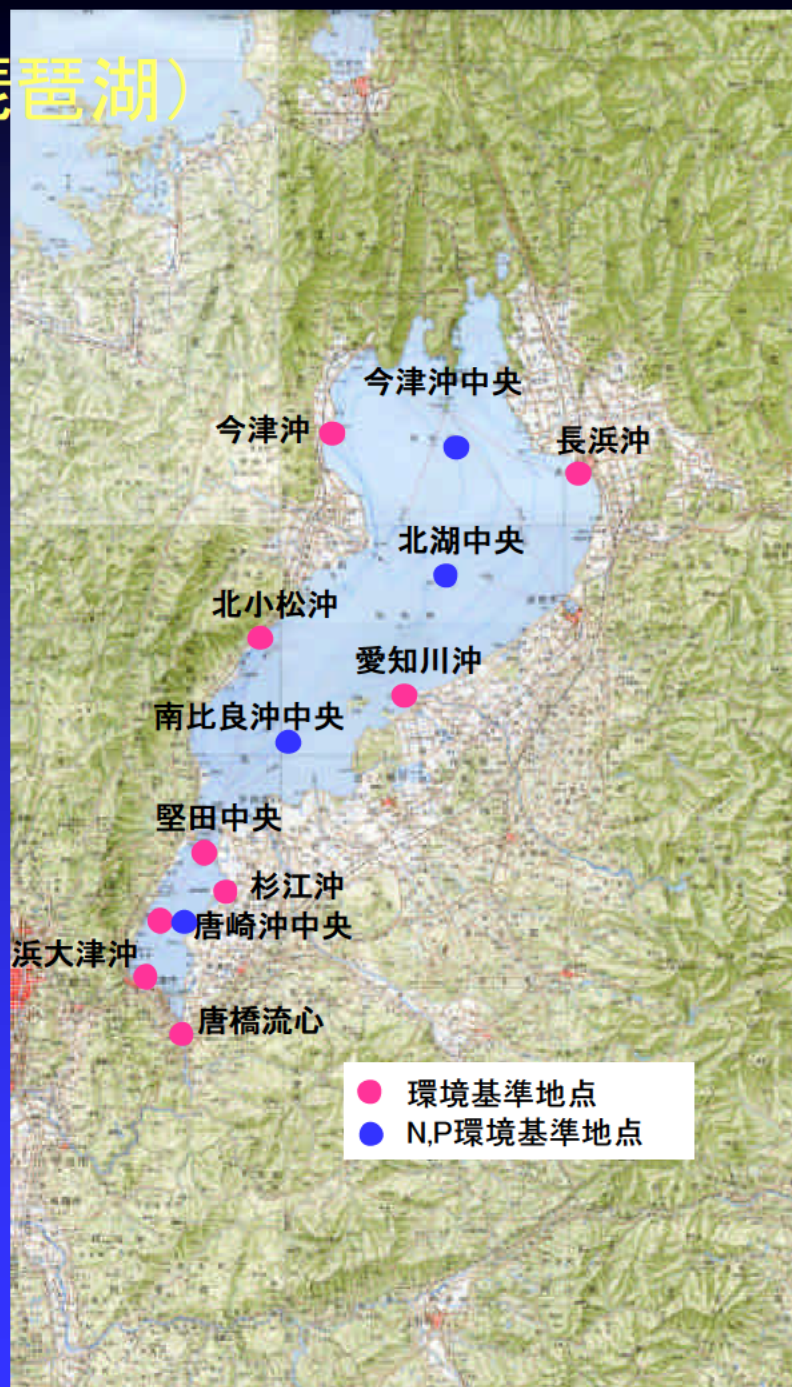 琵琶湖）
今津沖中央
今津沖
長浜沖
北湖中央
北小松沖
愛知川沖
南比良沖中央
堅田中央
杉江沖
唐崎沖中央
浜大津沖
唐橋流心
環境基準地点
N,P環境基準地点